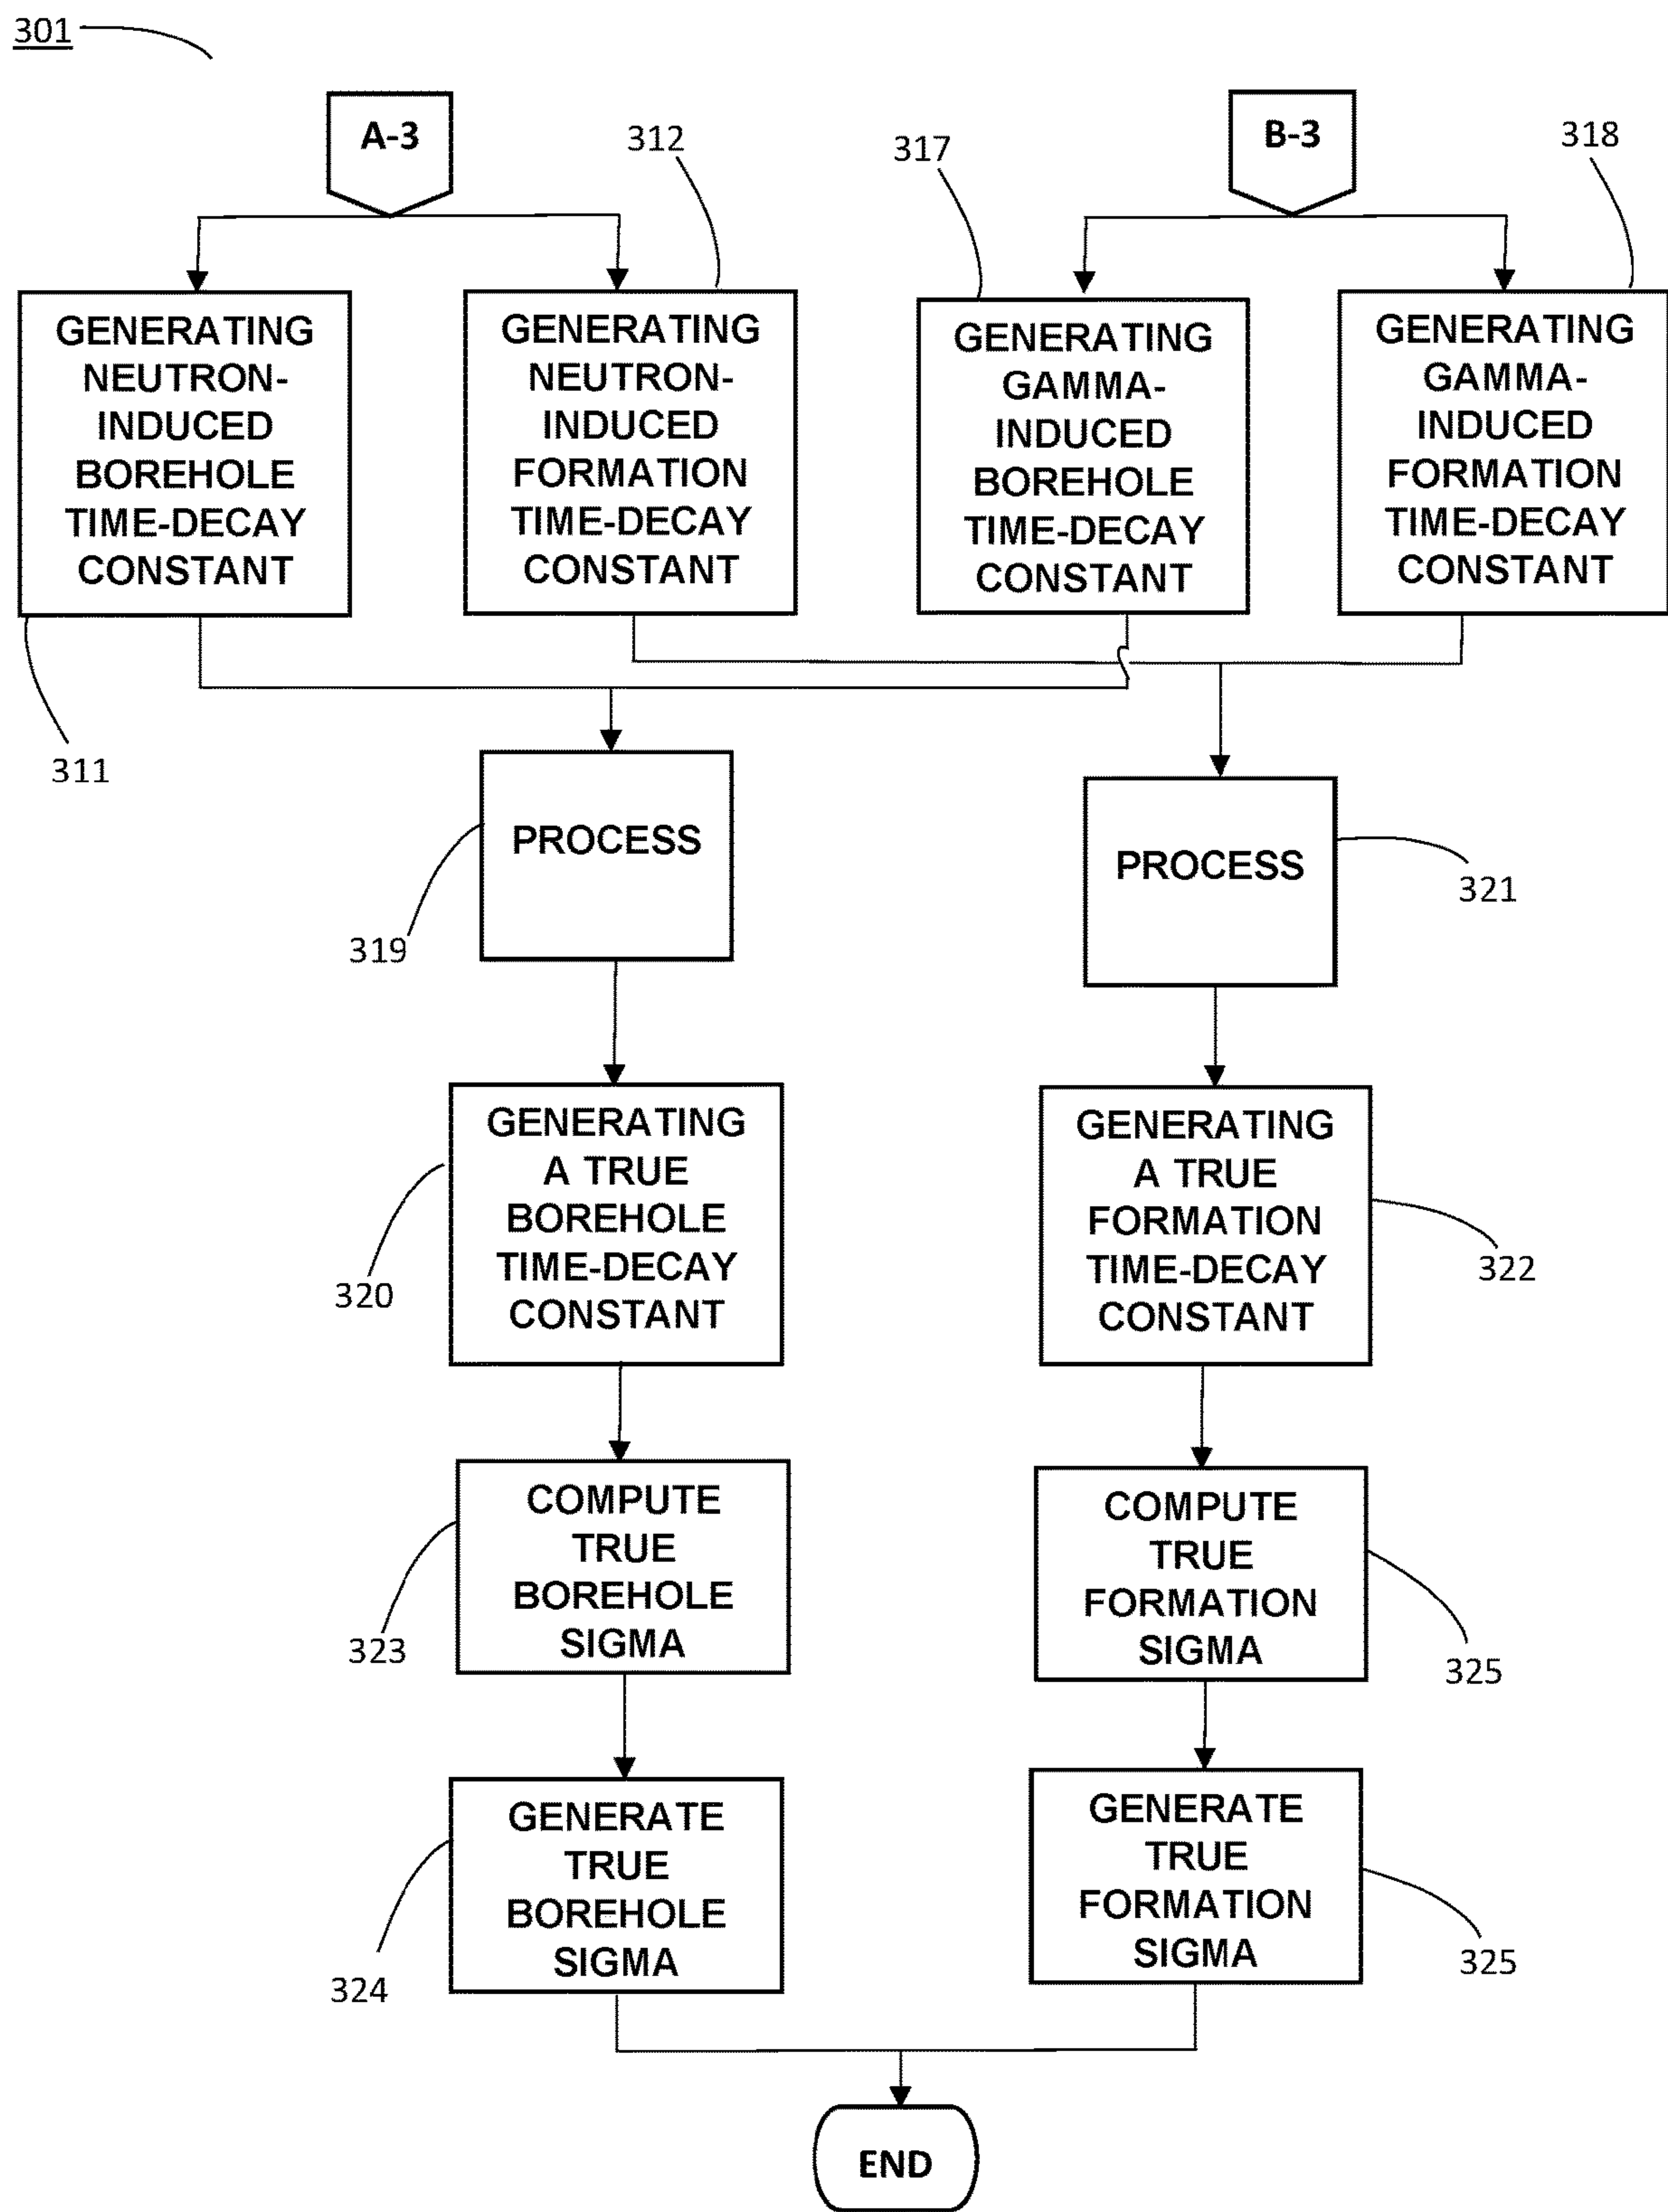 301
A-3
B-3
312
317
318
GENERATING
NEUTRON-
INDUCED
BOREHOLE
TIME-DECAY
CONSTANT
GENERATING
NEUTRON-
INDUCED
FORMATION
TIME-DECAY
CONSTANT
GENERATING
GAMMA-
INDUCED
BOREHOLE
TIME-DECAY
CONSTANT
GENERATING
GAMMA-
INDUCED
FORMATION
TIME-DECAY
CONSTANT
311
PROCESS
319
PROCESS
321
GENERATING
A TRUE
BOREHOLE
TIME-DECAY
CONSTANT
320
GENERATING
A TRUE
FORMATION
TIME-DECAY
CONSTANT
322
COMPUTE
TRUE
BOREHOLE
SIGMA
323
COMPUTE
TRUE
FORMATION
SIGMA
325
GENERATE
TRUE
BOREHOLE
SIGMA
324
GENERATE
TRUE
FORMATION
SIGMA
325
END